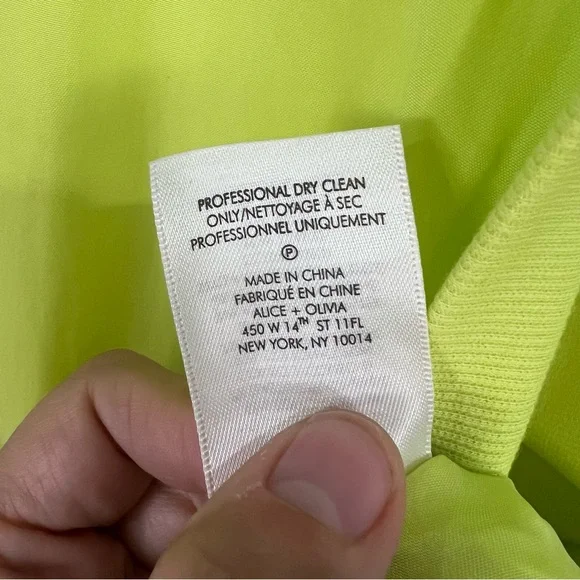 PROFESSIONAL DRY CLEAN
ONLY/NETTOYAGE À SEC
PROFESSIONNEL UNIQUEMENT
Ⓟ
MADE IN CHINA
FABRIQUÉ EN CHINE
ALICE + OLIVIA
450 W 14TH ST 11FL
NEW YORK, NY 10014